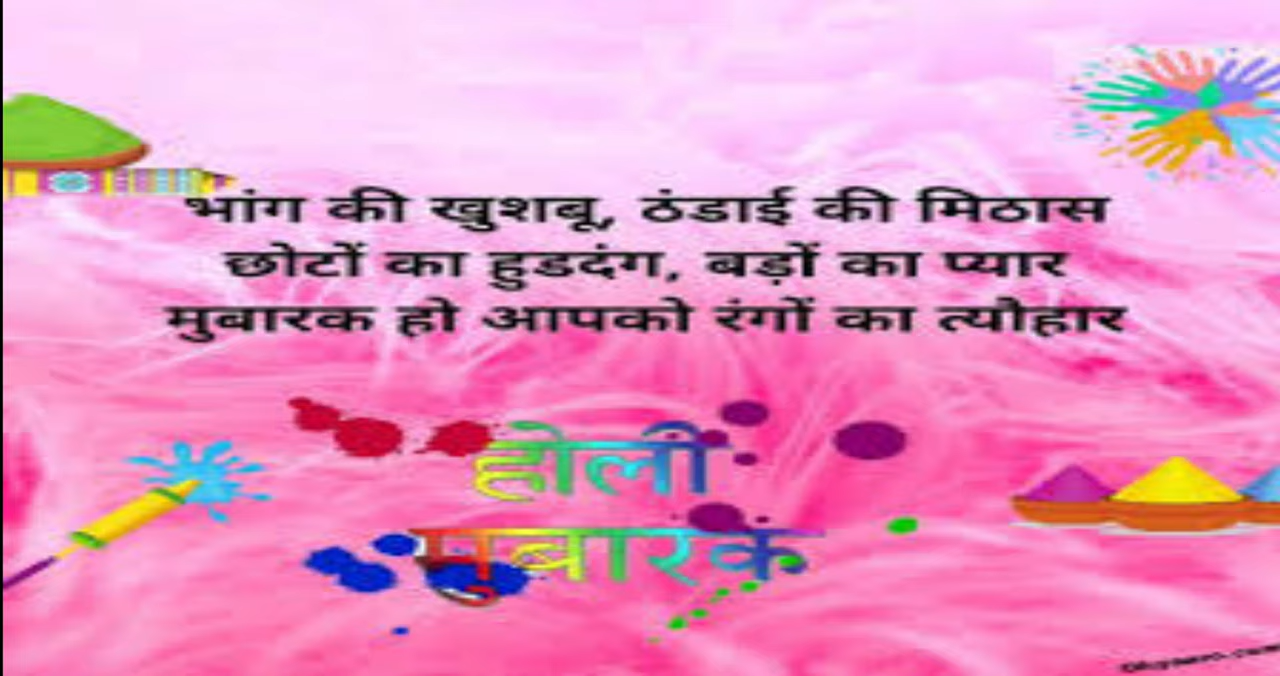 भांग की खुशबू, ठंडाई की मिठास
छोटों का हुडदंग, बड़ों का प्यार
मुबारक हो आपको रंगों का त्यौहार
होली
मुबारक